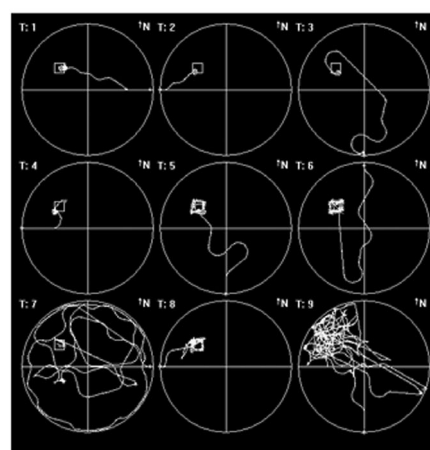 T: 1 ↑N T: 2 ↑N T: 3 ↑N
T: 4 ↑N T: 5 ↑N T: 6 ↑N
T: 7 ↑N T: 8 ↑N T: 9 ↑N